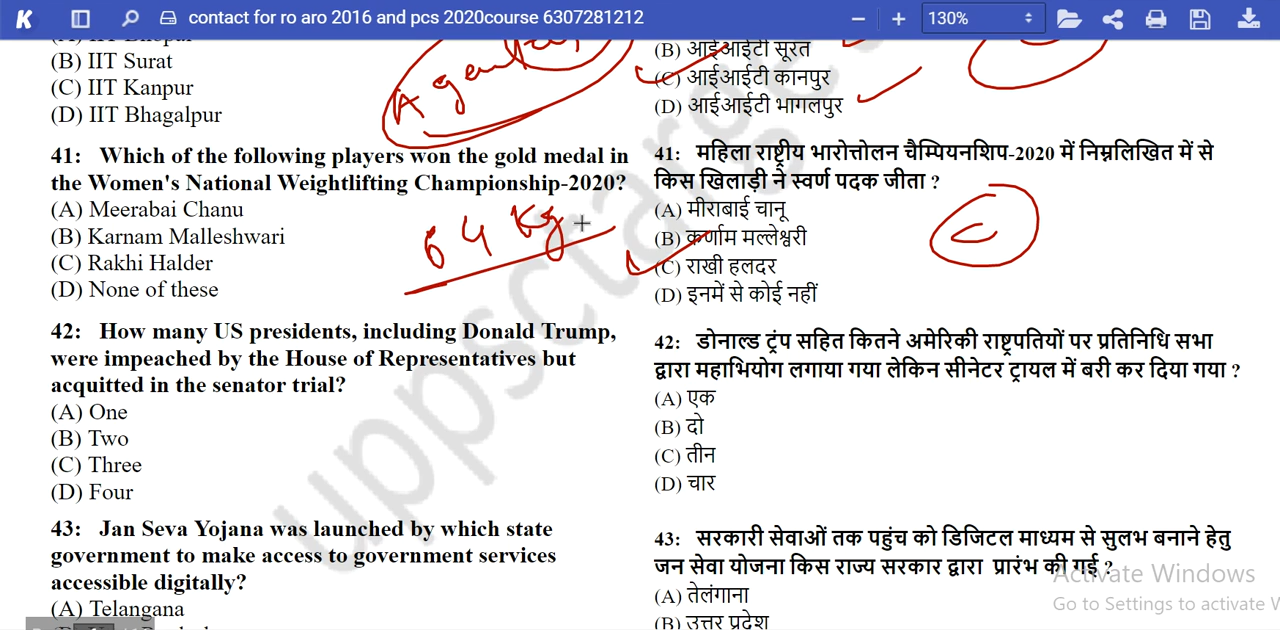 contact for ro aro 2016 and pcs 2020course 6307281212
130%
(B) IIT Surat
(C) IIT Kanpur
(D) IIT Bhagalpur
41: Which of the following players won the gold medal in
the Women's National Weightlifting Championship-2020?
(A) Meerabai Chanu
(B) Karnam Malleshwari
(C) Rakhi Halder
(D) None of these
64 Kg
42: How many US presidents, including Donald Trump,
were impeached by the House of Representatives but
acquitted in the senator trial?
(A) One
(B) Two
(C) Three
(D) Four
43: Jan Seva Yojana was launched by which state
government to make access to government services
accessible digitally?
(A) Telangana
(B) आईआईटी सूरत
(C) आईआईटी कानपुर
(D) आईआईटी भागलपुर
41: महिला राष्ट्रीय भारोत्तोलन चैम्पियनशिप-2020 में निम्नलिखित में से
किस खिलाड़ी ने स्वर्ण पदक जीता ?
(A) मीराबाई चानू
(B) कर्णाम मल्लेश्वरी
(C) राखी हलदर
(D) इनमें से कोई नहीं
C
42: डोनाल्ड ट्रंप सहित कितने अमेरिकी राष्ट्रपतियों पर प्रतिनिधि सभा
द्वारा महाभियोग लगाया गया लेकिन सीनेटर ट्रायल में बरी कर दिया गया ?
(A) एक
(B) दो
(C) तीन
(D) चार
43: सरकारी सेवाओं तक पहुंच को डिजिटल माध्यम से सुलभ बनाने हेतु
जन सेवा योजना किस राज्य सरकार द्वारा प्रारंभ की गई ?
(A) तेलंगाना
(B) उत्तर प्रदेश
Activate Windows
Go to Settings to activate W